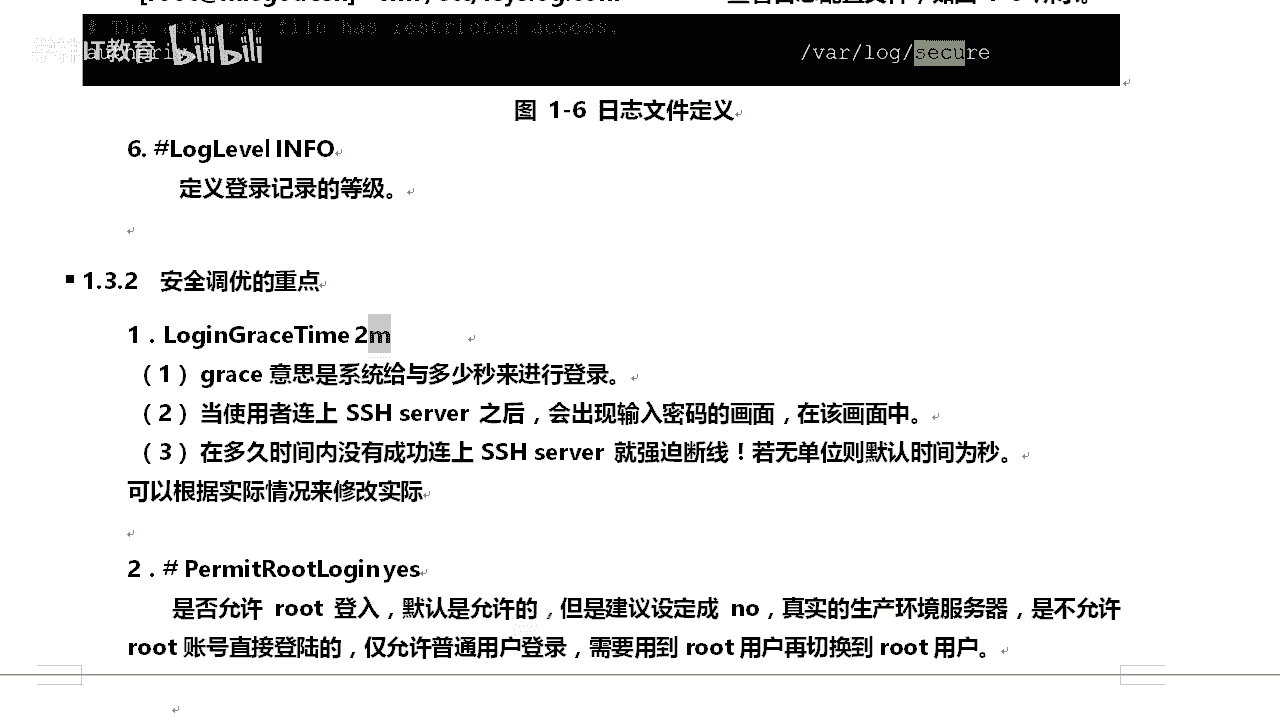 # The authpriv file has restricted access.
IT教育 bilibili
/var/log/secure
图 1-6 日志文件定义
6. #LogLevel INFO
定义登录记录的等级。
1.3.2 安全调优的重点
1．LoginGraceTime 2m
（1）grace 意思是系统给与多少秒来进行登录。
（2）当使用者连上 SSH server 之后，会出现输入密码的画面，在该画面中。
（3）在多久时间内没有成功连上 SSH server 就强迫断线！若无单位则默认时间为秒。
可以根据实际情况来修改实际
2．# PermitRootLogin yes
是否允许 root 登入，默认是允许的，但是建议设定成 no，真实的生产环境服务器，是不允许
root 账号直接登陆的，仅允许普通用户登录，需要用到 root 用户再切换到 root 用户。